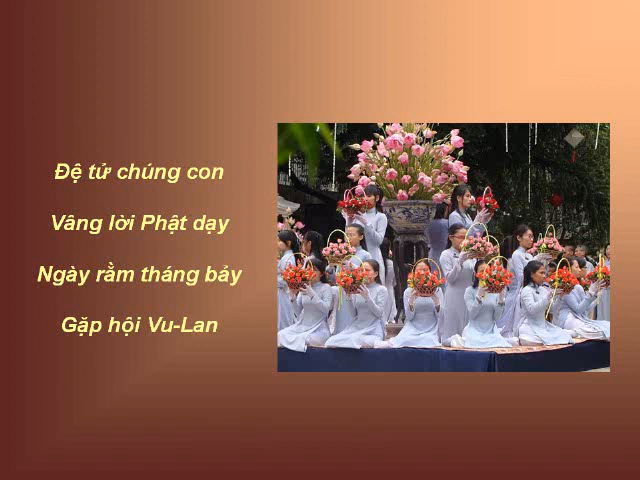 Đệ tử chúng con
Vâng lời Phật dạy
Ngày rằm tháng bảy
Gặp hội Vu-Lan